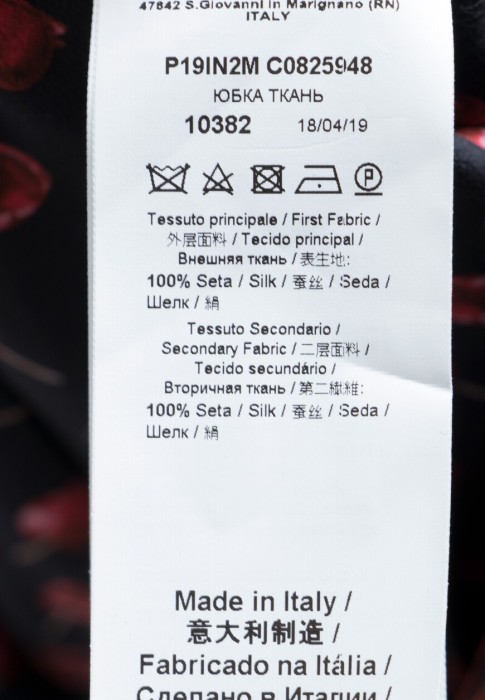 47842 S.Giovanni in Marignano (RN)
ITALY
P19IN2M C0825948
ЮБКА ТКАНЬ
10382 18/04/19
P
Tessuto principale / First Fabric /
外层面料 / Tecido principal /
Внешняя ткань / 表生地:
100% Seta / Silk / 蚕丝 / Seda /
Шелк / 絹
Tessuto Secondario /
Secondary Fabric / 二层面料 /
Tecido secundário /
Вторичная ткань / 第二繊維:
100% Seta / Silk / 蚕丝 / Seda /
Шелк / 絹
Made in Italy /
意大利制造 /
Fabricado na Itália /
Сделано в Италии /